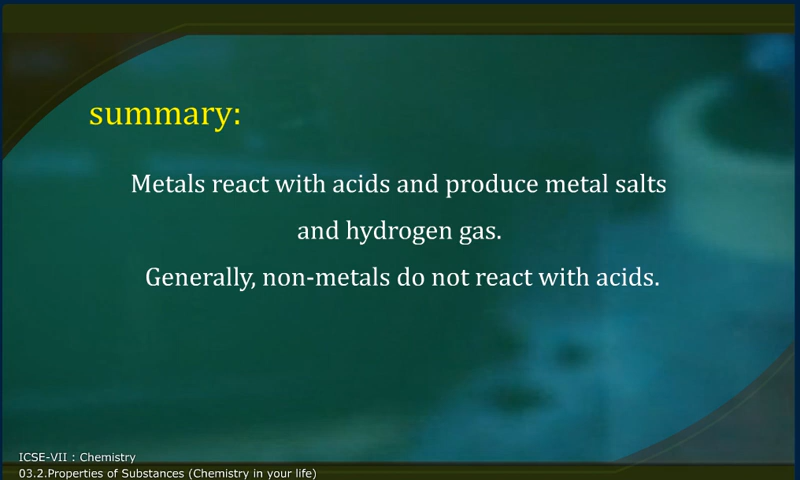 summary:
Metals react with acids and produce metal salts
and hydrogen gas.
Generally, non-metals do not react with acids.
ICSE-VII : Chemistry
03.2.Properties of Substances (Chemistry in your life)